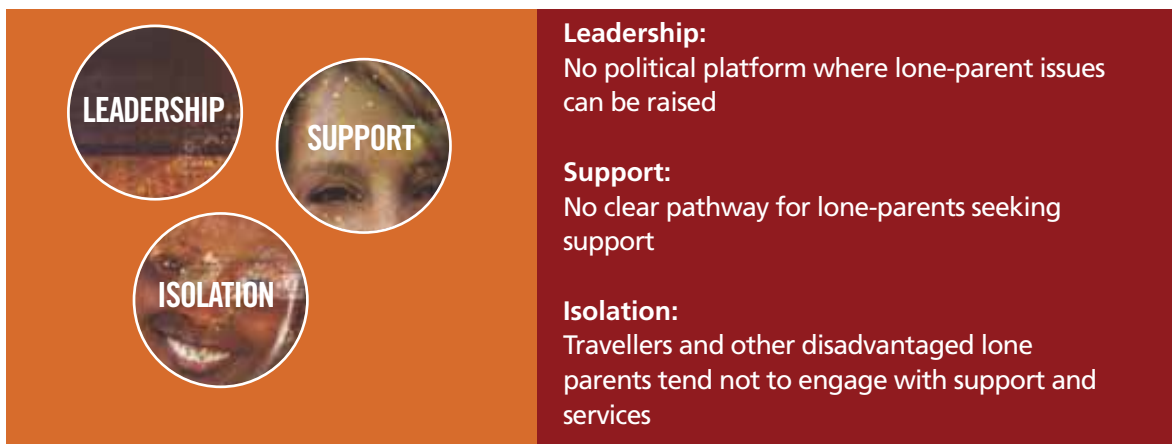 LEADERSHIP
SUPPORT
ISOLATION
Leadership:
No political platform where lone-parent issues
can be raised
Support:
No clear pathway for lone-parents seeking
support
Isolation:
Travellers and other disadvantaged lone
parents tend not to engage with support and
services